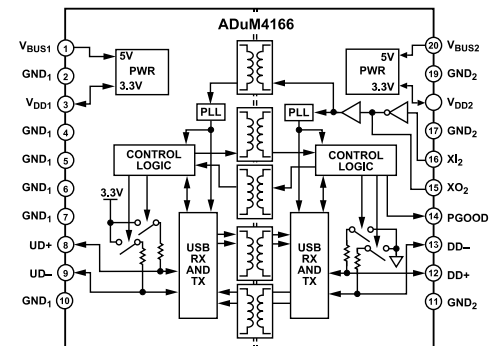 ADuM4166
VBUS1 1
GND1 2
VDD1 3
GND1 4
GND1 5
GND1 6
GND1 7
UD+ 8
UD– 9
GND1 10
5V
PWR
3.3V
PLL
CONTROL
LOGIC
3.3V
USB
RX
AND
TX
5V
PWR
3.3V
PLL
CONTROL
LOGIC
USB
RX
AND
TX
20 VBUS2
19 GND2
VDD2
17 GND2
16 XI2
15 XO2
14 PGOOD
13 DD–
12 DD+
11 GND2